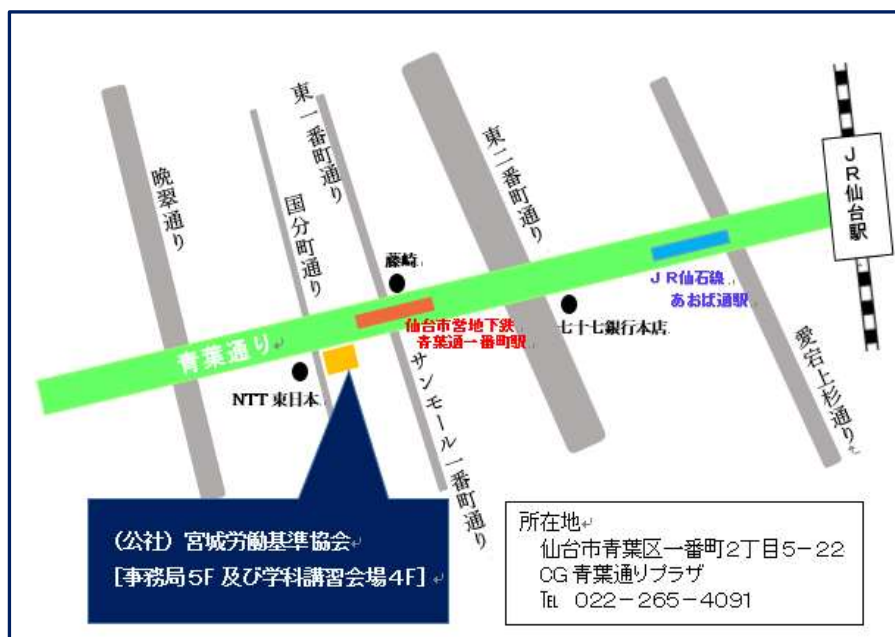 晩翠通り
国分町通り
東一番町通り
東二番町通り
JR仙台駅
藤崎
JR仙石線
あおば通駅
仙台市営地下鉄
青葉通一番町駅
七十七銀行本店
青葉通り
NTT東日本
サンモール一番町通り
愛宕上杉通り
(公社)宮城労働基準協会
[事務局5F及び学科講習会場4F]
所在地
仙台市青葉区一番町2丁目5-22
CG青葉通りプラザ
℡ 022-265-4091